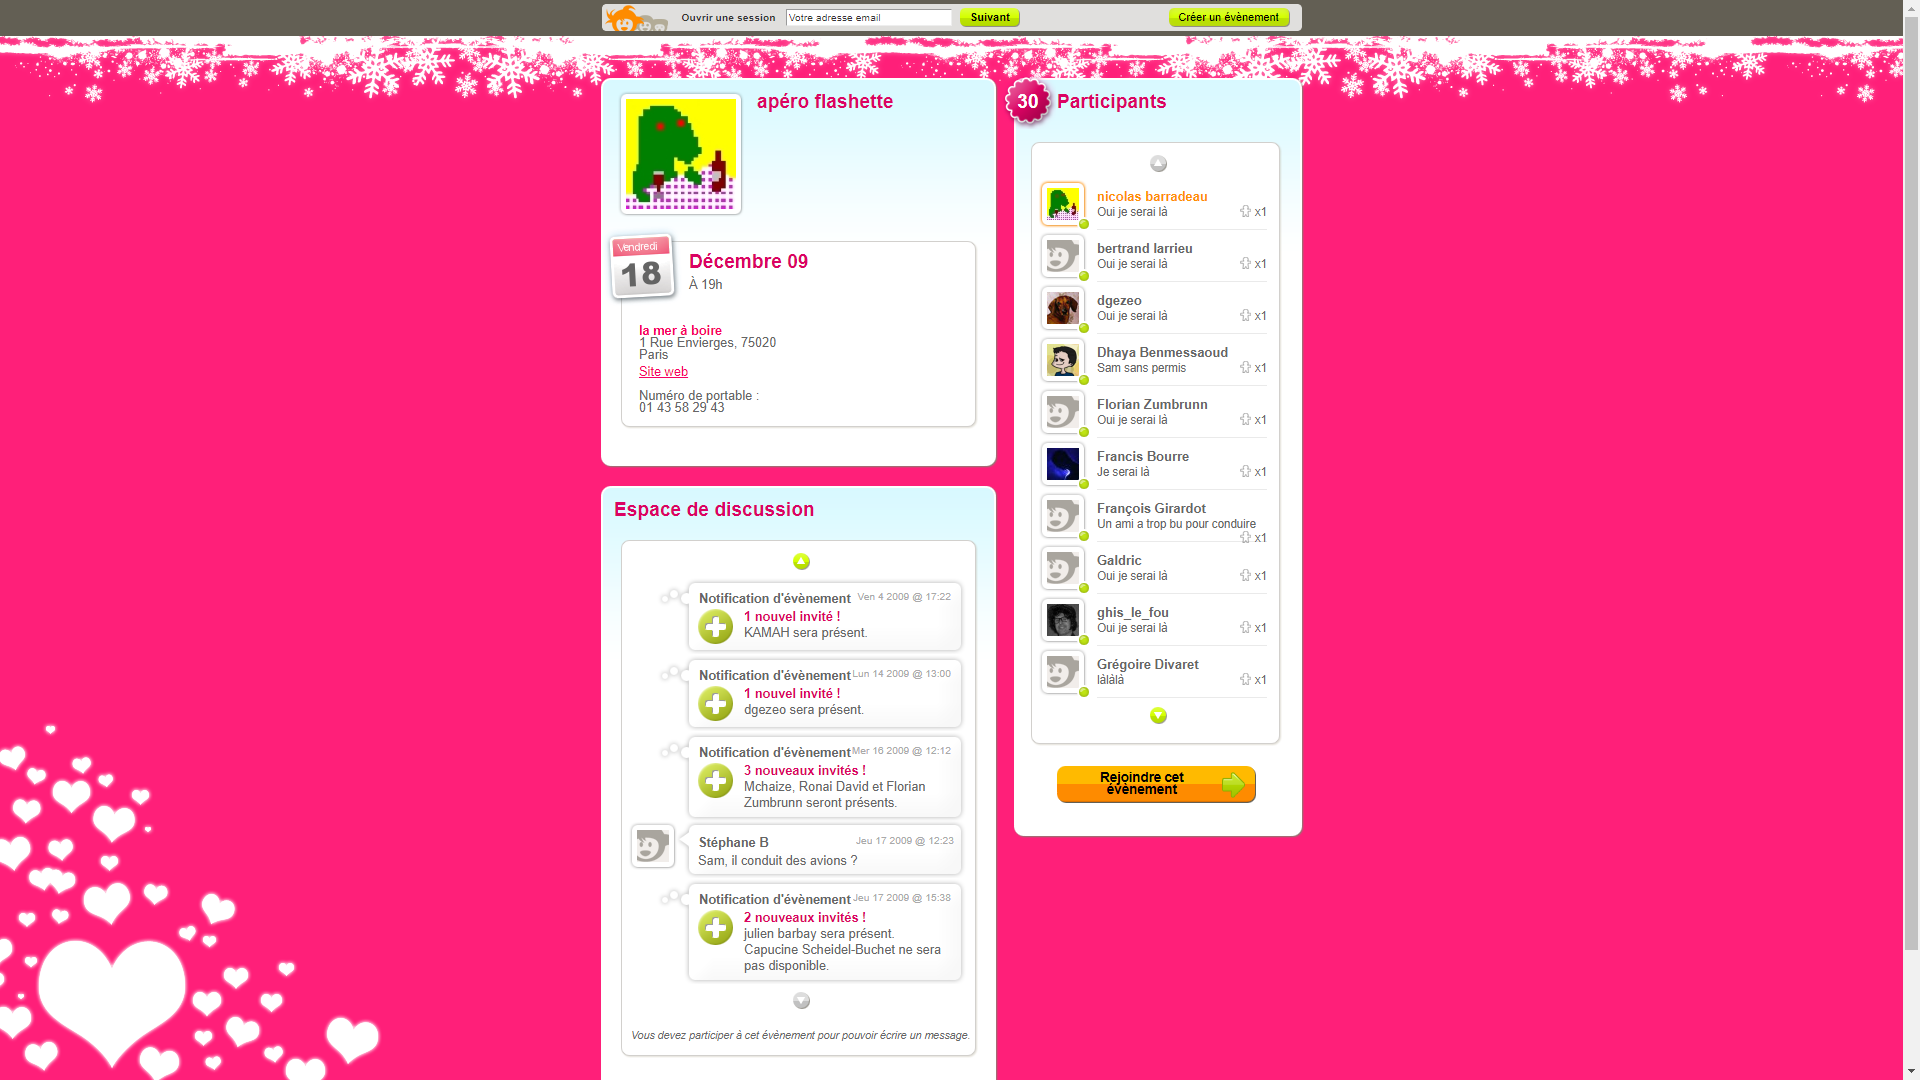 Ouvrir une session
Votre adresse email
Suivant
Créer un évènement
apéro flashette
Vendredi
18
Décembre 09
À 19h
la mer à boire
1 Rue Envierges, 75020
Paris
Site web
Numéro de portable :
01 43 58 29 43
Espace de discussion
Notification d'évènement
Ven 4 2009 @ 17:22
1 nouvel invité !
KAMAH sera présent.
Notification d'évènement
Lun 14 2009 @ 13:00
1 nouvel invité !
dgezeo sera présent.
Notification d'évènement
Mer 16 2009 @ 12:12
3 nouveaux invités !
Mchaize, Ronai David et Florian
Zumbrunn seront présents.
Stéphane B
Jeu 17 2009 @ 12:23
Sam, il conduit des avions ?
Notification d'évènement
Jeu 17 2009 @ 15:38
2 nouveaux invités !
julien barbay sera présent.
Capucine Scheidel-Buchet ne sera
pas disponible.
Vous devez participer à cet évènement pour pouvoir écrire un message.
30
Participants
nicolas barradeau
Oui je serai là
x1
bertrand larrieu
Oui je serai là
x1
dgezeo
Oui je serai là
x1
Dhaya Benmessaoud
Sam sans permis
x1
Florian Zumbrunn
Oui je serai là
x1
Francis Bourre
Je serai là
x1
François Girardot
Un ami a trop bu pour conduire
x1
Galdric
Oui je serai là
x1
ghis_le_fou
Oui je serai là
x1
Grégoire Divaret
làlàlà
x1
Rejoindre cet
évènement